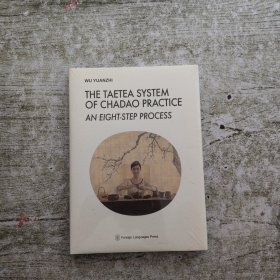 WU YUANZHI
THE TAETEA SYSTEM
OF CHADAO PRACTICE
AN EIGHT-STEP PROCESS
Foreign Languages Press